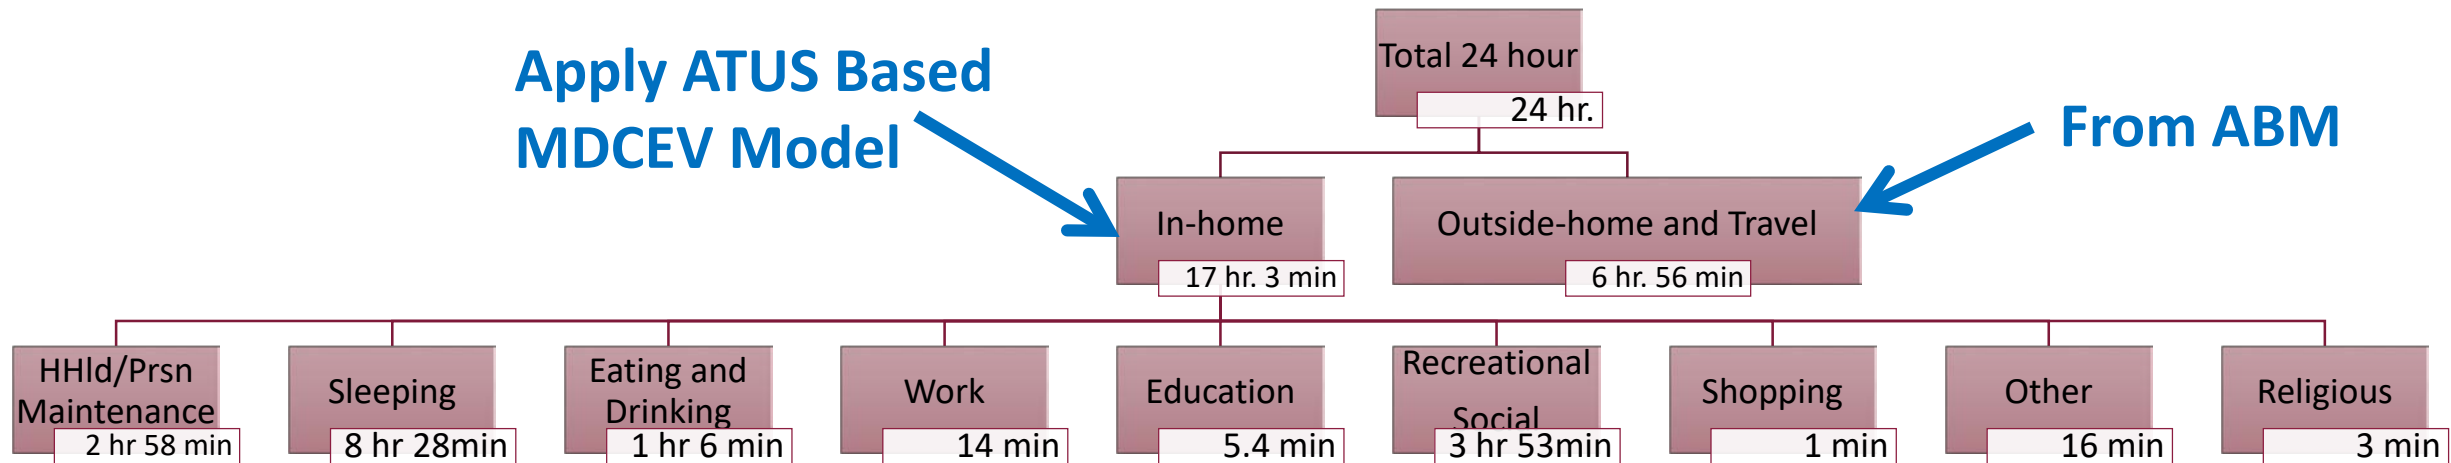 Apply ATUS Based
MDCEV Model
Total 24 hour
24 hr.
From ABM
In-home
17 hr. 3 min
Outside-home and Travel
6 hr. 56 min
HHld/Prsn
Maintenance
2 hr 58 min
Sleeping
8 hr 28min
Eating and
Drinking
1 hr 6 min
Work
14 min
Education
5.4 min
Recreational
Social
3 hr 53min
Shopping
1 min
Other
16 min
Religious
3 min